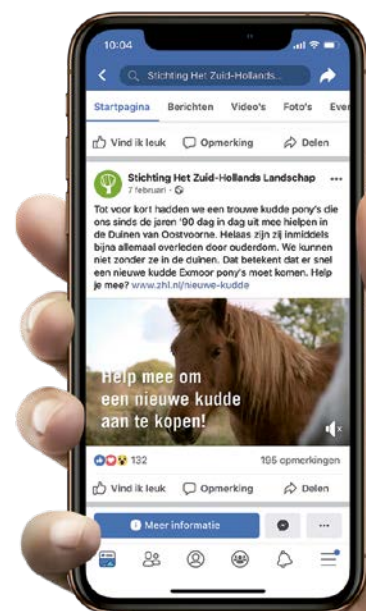 10:04
Stichting Het Zuid-Hollands...
Startpagina Berichten Video's Foto's Ever
Vind ik leuk Opmerking Delen
Stichting Het Zuid-Hollands Landschap
7 februari
Tot voor kort hadden we een trouwe kudde pony's die
ons sinds de jaren '90 dag in dag uit mee hielpen in
de Duinen van Oostvoorne. Helaas zijn zij inmiddels
bijna allemaal overleden door ouderdom. We kunnen
niet zonder ze in de duinen. Dat betekent dat er snel
een nieuwe kudde Exmoor pony's moet komen. Help
je mee? www.zhl.nl/nieuwe-kudde
Help mee om
een nieuwe kudde
aan te kopen!
132 195 opmerkingen
Vind ik leuk Opmerking Delen
Meer informatie